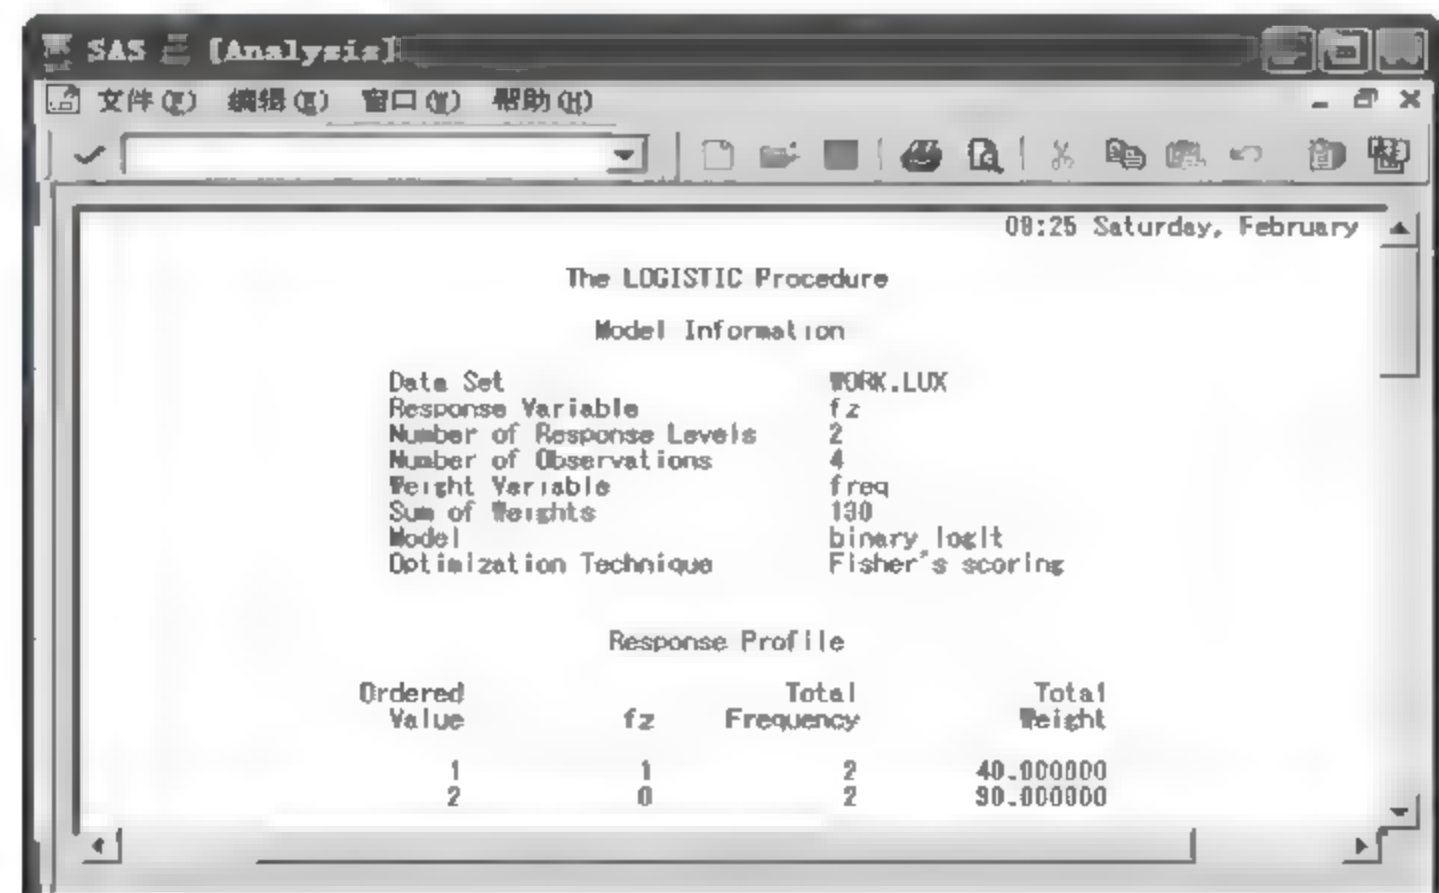 SAS [Analysis]
文件(F) 编辑(E) 窗口(W) 帮助(H)
08:25 Saturday, February
The LOGISTIC Procedure
Model Information
Data Set WORK.LUX
Response Variable fz
Number of Response Levels 2
Number of Observations 4
Weight Variable freq
Sum of Weights 130
Model binary logit
Optimization Technique Fisher's scoring
Response Profile
Ordered Total Total
Value fz Frequency Weight
1 1 2 40.000000
2 0 2 90.000000